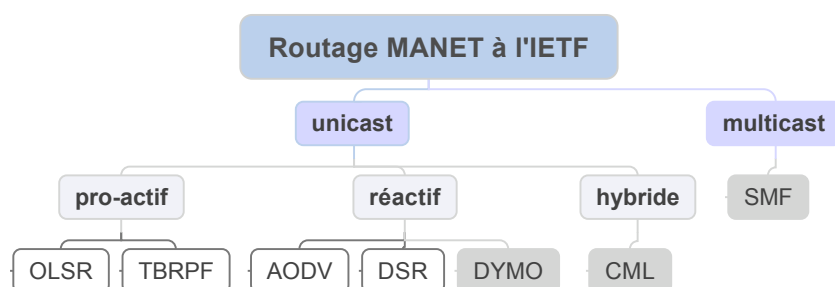 Routage MANET à l'IETF
unicast
multicast
pro-actif
réactif
hybride
SMF
OLSR
TBRPF
AODV
DSR
DYMO
CML